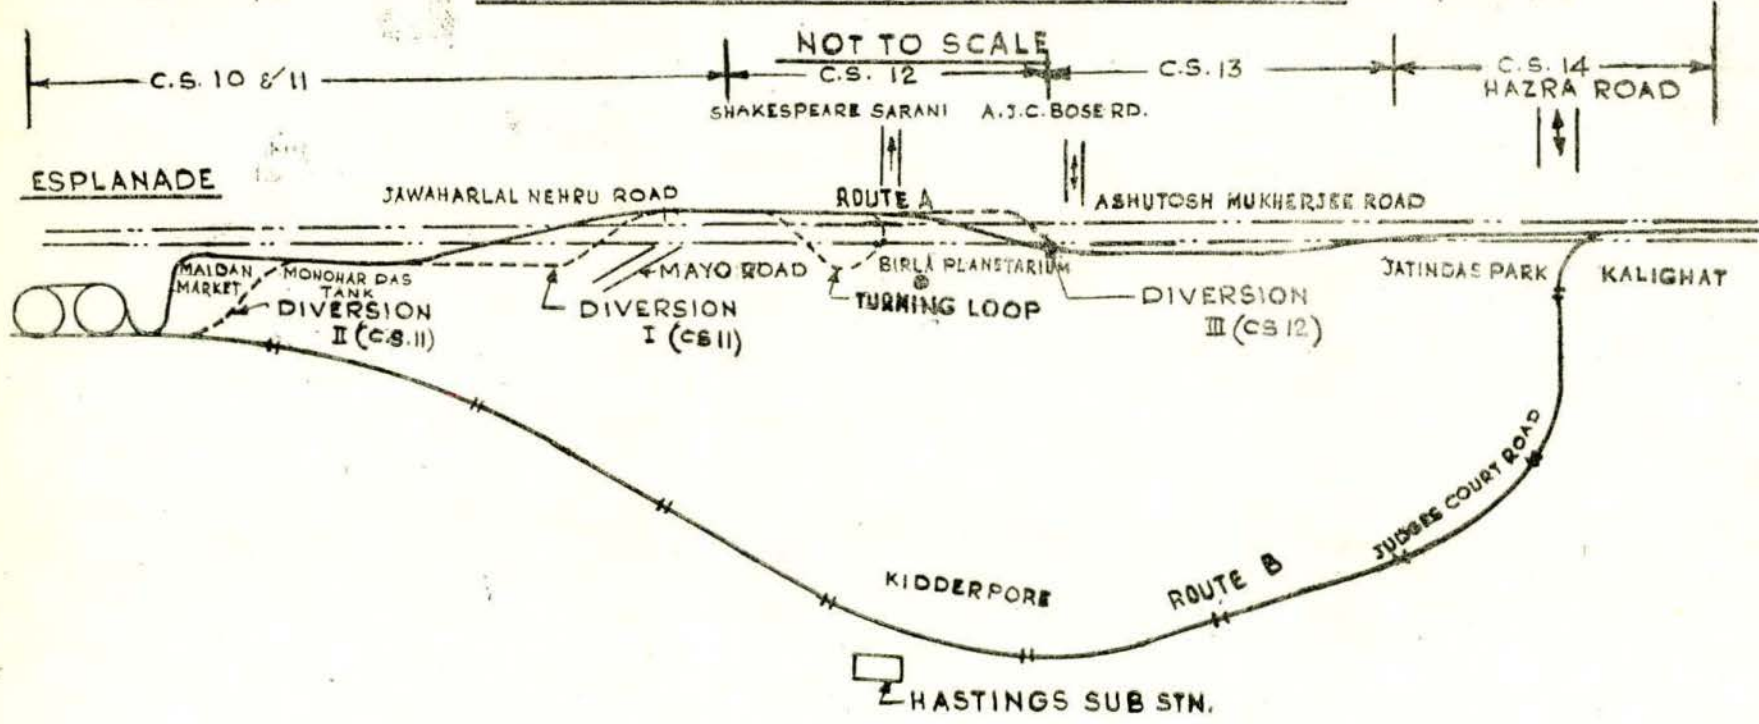 NOT TO SCALE
C.S. 10 & 11
C.S. 12
C.S. 13
C.S. 14
HAZRA ROAD
SHAKESPEARE SARANI
A.J.C. BOSE RD.
ESPLANADE
JAWAHARLAL NEHRU ROAD
ROUTE A
ASHUTOSH MUKHERJEE ROAD
MAIDAN
MARKET
MONOHAR DAS
TANK
MAYO ROAD
BIRLA PLANETARIUM
JATINDAS PARK
KALIGHAT
DIVERSION
II (C.S.11)
DIVERSION
I (CS 11)
TURNING LOOP
DIVERSION
III (CS 12)
JUDGES COURT ROAD
KIDDERPORE
ROUTE B
HASTINGS SUB STN.